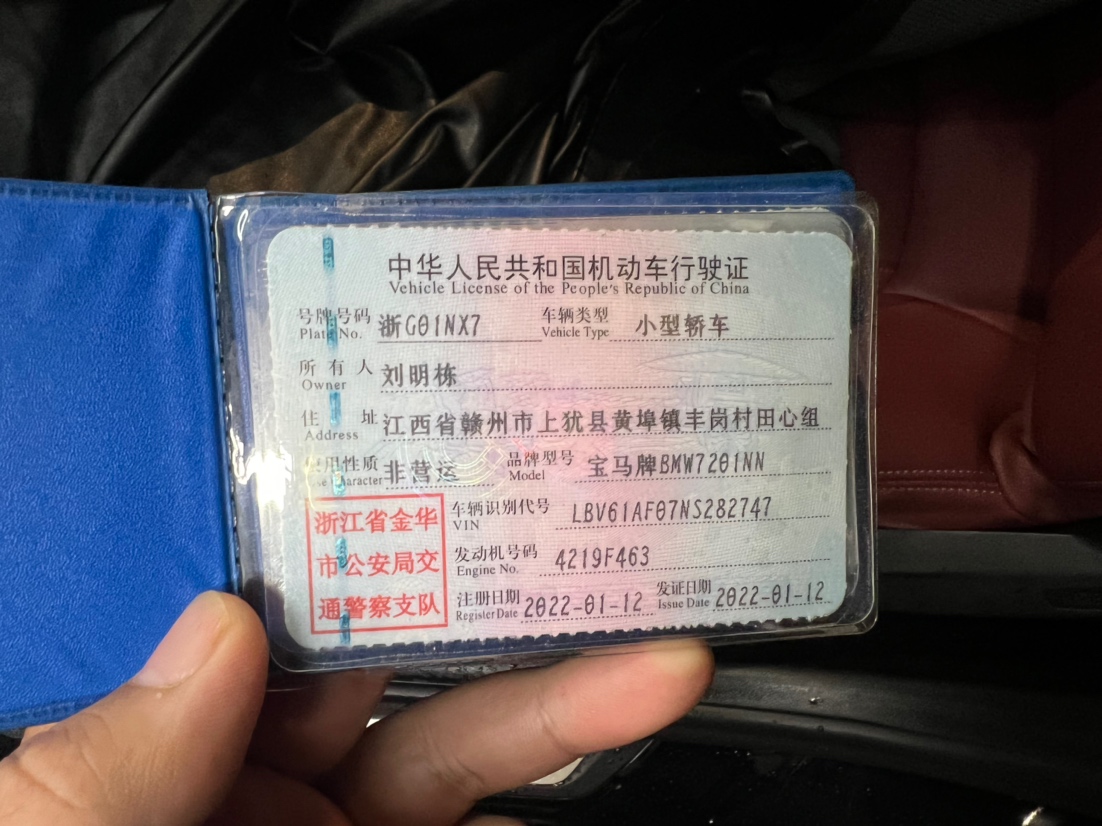 中华人民共和国机动车行驶证
Vehicle License of the People's Republic of China
号牌号码 浙G01NX7 车辆类型 小型轿车
Plate No. Vehicle Type
所有人 刘明栋
Owner
住址 江西省赣州市上犹县黄埠镇丰岗村田心组
Address
用性质 非营运 品牌型号 宝马牌BMW7201NN
Character Model
浙江省金华
市公安局交
通警察支队
车辆识别代号 LBV61AF07NS282747
VIN
发动机号码 4219F463
Engine No.
注册日期 2022-01-12 发证日期 2022-01-12
Register Date Issue Date